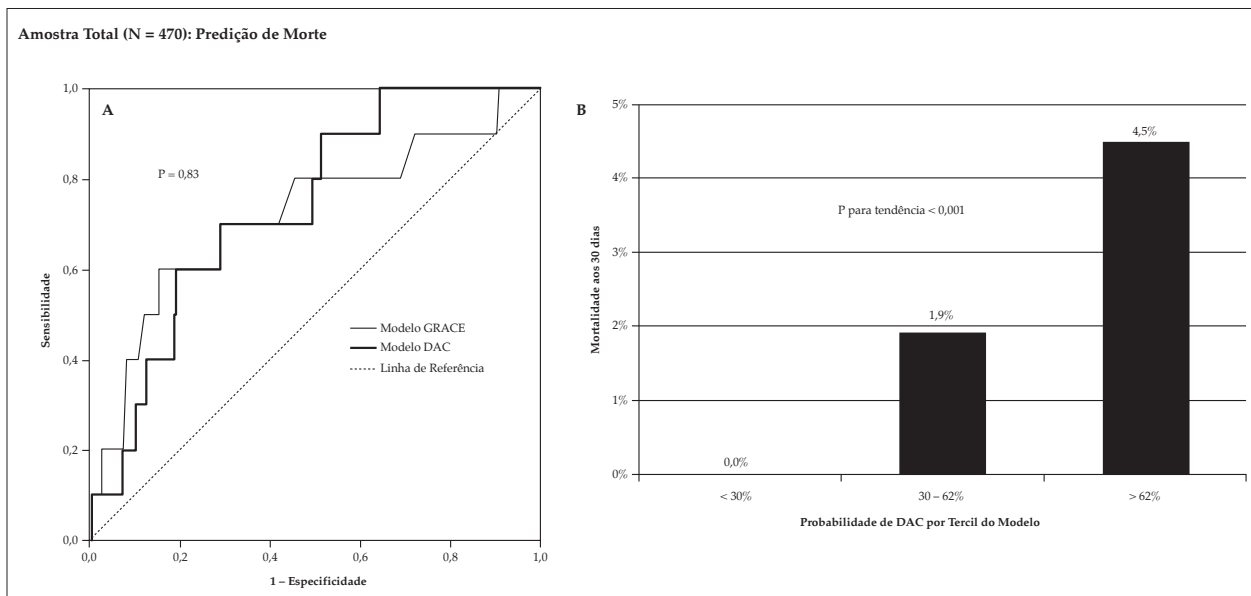 Amostra Total (N = 470): Predição de Morte
A
P = 0,83
Sensibilidade
1,0
0,8
0,6
0,4
0,2
0,0
Modelo GRACE
Modelo DAC
Linha de Referência
0,0
0,2
0,4
0,6
0,8
1,0
1 – Especificidade
B
Mortalidade aos 30 dias
5%
4%
3%
2%
1%
0%
P para tendência < 0,001
0,0%
1,9%
4,5%
< 30%
30 – 62%
> 62%
Probabilidade de DAC por Tercil do Modelo